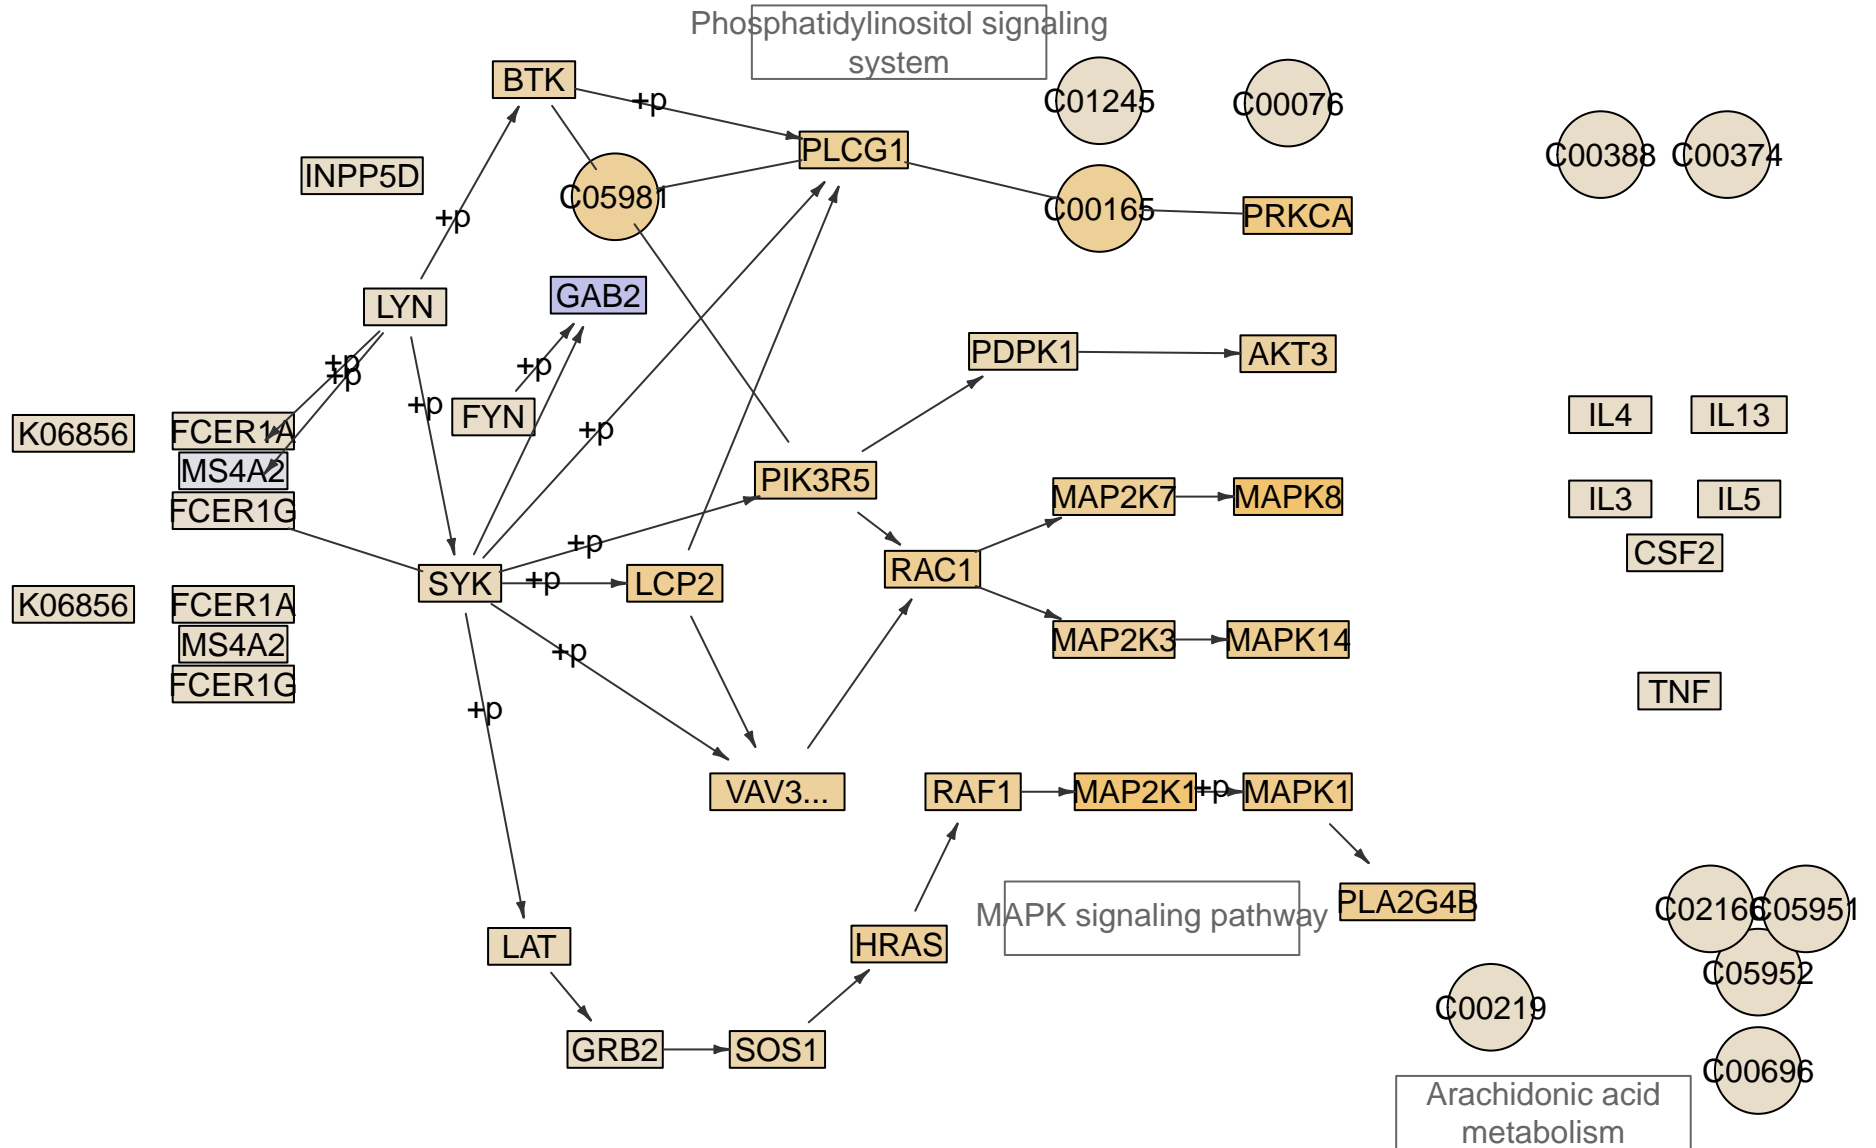 Phosphatidylinositol signaling
system
BTK
+p
C01245
C00076
PLCG1
C00388
C00374
INPP5D
C05981
C00165
PRKCA
+p
LYN
GAB2
+p
+p
+p
PDPK1
AKT3
+p
FYN
K06856
FCER1A
+p
IL4
IL13
MS4A2
PIK3R5
FCER1G
MAP2K7
MAPK8
IL3
IL5
+p
CSF2
SYK
+p
LCP2
RAC1
K06856
FCER1A
MS4A2
+p
MAP2K3
MAPK14
FCER1G
TNF
+p
VAV3...
RAF1
MAP2K1
+p
MAPK1
LAT
HRAS
MAPK signaling pathway
PLA2G4B
C02166
C05951
C05952
C00219
GRB2
SOS1
C00696
Arachidonic acid
metabolism